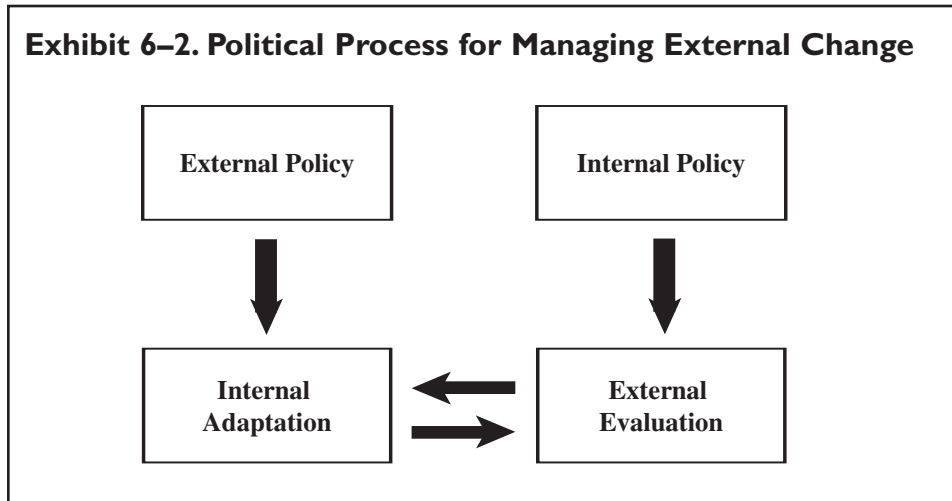 Exhibit 6–2. Political Process for Managing External Change
External Policy
Internal Policy
Internal
Adaptation
External
Evaluation